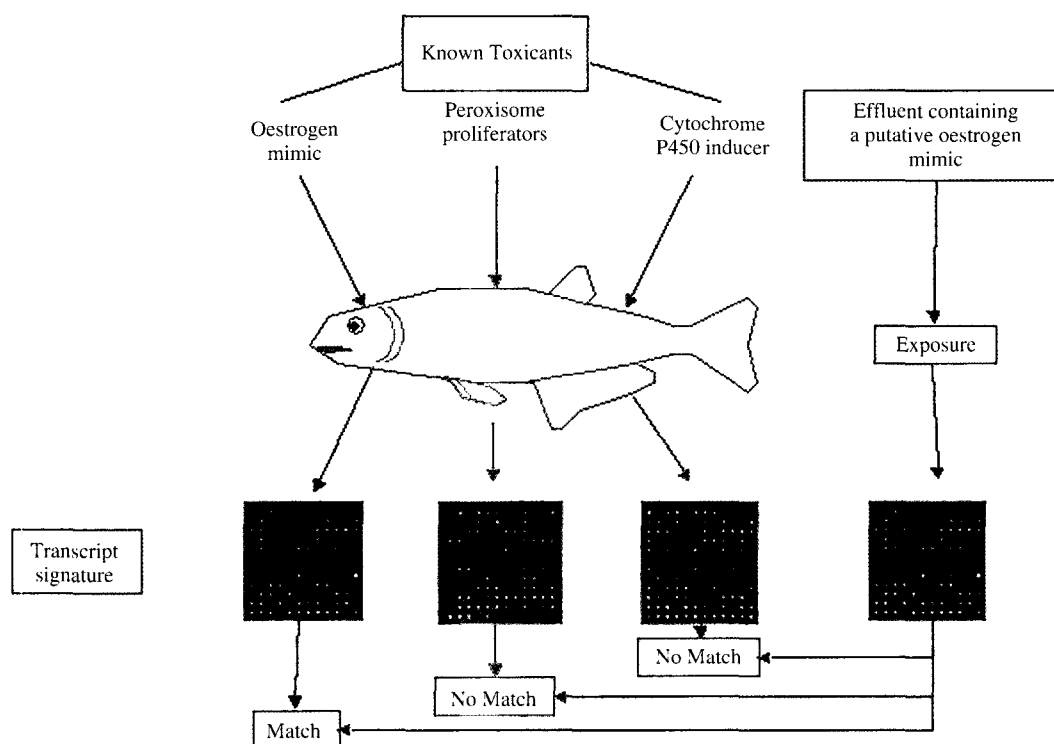 Known Toxicants
Oestrogen
mimic
Peroxisome
proliferators
Cytochrome
P450 inducer
Effluent containing
a putative oestrogen
mimic
Exposure
Transcript
signature
No Match
No Match
Match